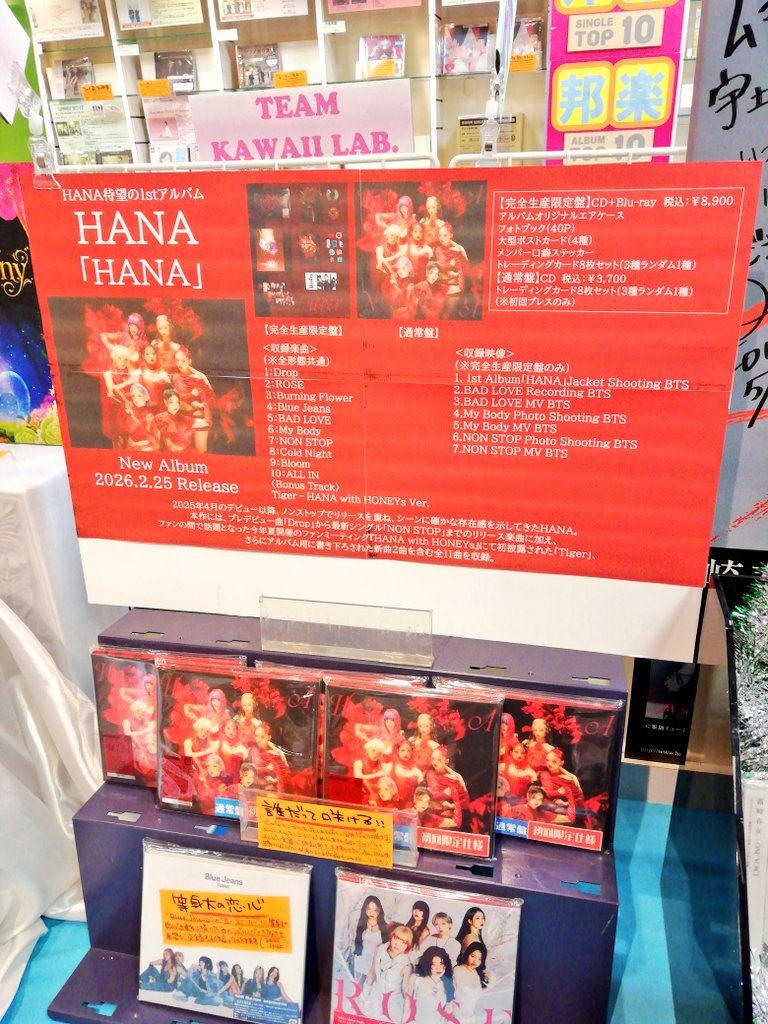 SINGLE
TOP 10
邦楽
ALBUM
TOP 10
TEAM
KAWAII LAB.
HANA待望の1stアルバム
HANA
「HANA」
【完全生産限定盤】CD+Blu-ray 税込:¥8,900
アルバムオリジナルエアケース
フォトブック(40P)
大型ポストカード(4種)
メンバー口癖ステッカー
トレーディングカード8枚セット(3種ランダム1種)
【通常盤】CD 税込:¥3,700
トレーディングカード8枚セット(3種ランダム1種)
(※初回プレスのみ)
【完全生産限定盤】
【通常盤】
<収録楽曲>
(※全形態共通)
1:Drop
2:ROSE
3:Burning Flower
4:Blue Jeans
5:BAD LOVE
6:My Body
7:NON STOP
8:Cold Night
9:Bloom
10:ALL IN
(Bonus Track)
Tiger – HANA with HONEYs Ver.
<収録映像>
(※完全生産限定盤のみ)
1. 1st Album「HANA」Jacket Shooting BTS
2.BAD LOVE Recording BTS
3.BAD LOVE MV BTS
4.My Body Photo Shooting BTS
5.My Body MV BTS
6.NON STOP Photo Shooting BTS
7.NON STOP MV BTS
New Album
2026.2.25 Release
2025年4月のデビュー以降、ノンストップでリリースを重ね、シーンに確かな存在感を示してきたHANA。
本作には、プレデビュー曲「Drop」から最新シングル「NON STOP」までのリリース楽曲に加え、
ファンの間で話題となった今年夏開催のファンミーティング『HANA with HONEYs』にて初披露された「Tiger」、
さらにアルバム用に書き下ろされた新曲2曲を含む全11曲を収録。
通常盤
初回限定仕様
通常盤
初回限定仕様
誰だって咲ける
Blue Jeans
HANA
等身大の恋心
ROSE